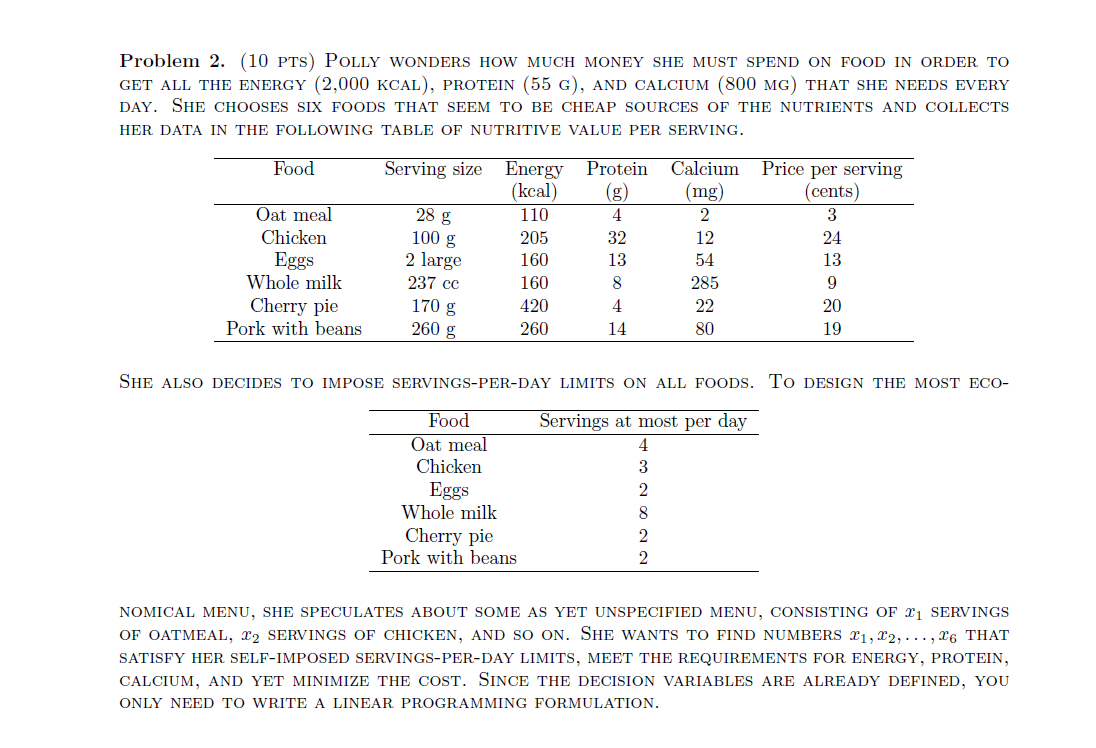 Problem 2. (10 PTS) POLLY WONDERS HOW MUCH MONEY SHE MUST SPEND ON FOOD IN ORDER TO
GET ALL THE ENERGY (2,000 KCAL), PROTEIN (55 G), AND CALCIUM (800 MG) THAT SHE NEEDS EVERY
DAY. SHE CHOOSES SIX FOODS THAT SEEM TO BE CHEAP SOURCES OF THE NUTRIENTS AND COLLECTS
HER DATA IN THE FOLLOWING TABLE OF NUTRITIVE VALUE PER SERVING.
Food Serving size Energy Protein Calcium Price per serving
(kcal) (g) (mg) (cents)
Oat meal 28 g 110 4 2 3
Chicken 100 g 205 32 12 24
Eggs 2 large 160 13 54 13
Whole milk 237 cc 160 8 285 9
Cherry pie 170 g 420 4 22 20
Pork with beans 260 g 260 14 80 19
SHE ALSO DECIDES TO IMPOSE SERVINGS-PER-DAY LIMITS ON ALL FOODS. TO DESIGN THE MOST ECO-
Food Servings at most per day
Oat meal 4
Chicken 3
Eggs 2
Whole milk 8
Cherry pie 2
Pork with beans 2
NOMICAL MENU, SHE SPECULATES ABOUT SOME AS YET UNSPECIFIED MENU, CONSISTING OF x₁ SERVINGS
OF OATMEAL, x₂ SERVINGS OF CHICKEN, AND SO ON. SHE WANTS TO FIND NUMBERS x₁, x₂, . . . , x₆ THAT
SATISFY HER SELF-IMPOSED SERVINGS-PER-DAY LIMITS, MEET THE REQUIREMENTS FOR ENERGY, PROTEIN,
CALCIUM, AND YET MINIMIZE THE COST. SINCE THE DECISION VARIABLES ARE ALREADY DEFINED, YOU
ONLY NEED TO WRITE A LINEAR PROGRAMMING FORMULATION.